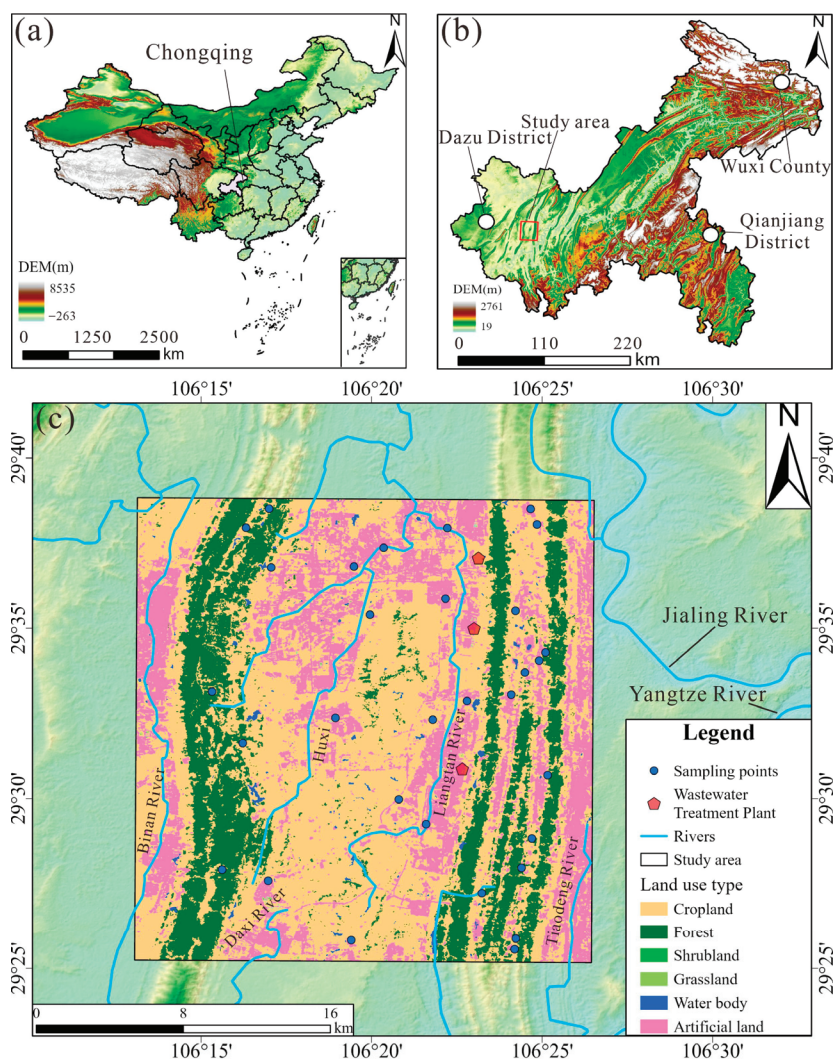 (a)
N
Chongqing
DEM(m)
8535
−263
0 1250 2500
km
(b)
N
Study area
Dazu District
Wuxi County
Qianjiang
District
DEM(m)
2761
19
0 110 220
km
106°15' 106°20' 106°25' 106°30'
(c)
N
29°40' 29°40'
29°35' 29°35'
Jialing River
Yangtze River
Huxi
Liangtan River
29°30' 29°30'
Binan River
Daxi River
Tiaodeng River
29°25' 29°25'
Legend
Sampling points
Wastewater
Treatment Plant
Rivers
Study area
Land use type
Cropland
Forest
Shrubland
Grassland
Water body
Artificial land
0 8 16
km
106°15' 106°20' 106°25' 106°30'